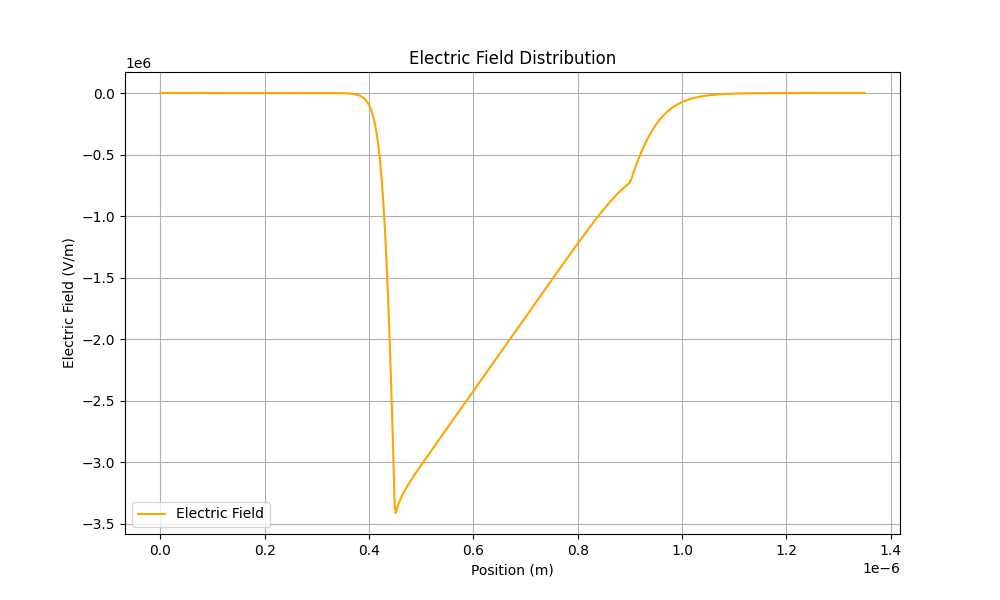 Electric Field Distribution
1e6
0.0
−0.5
−1.0
−1.5
−2.0
−2.5
−3.0
−3.5
Electric Field (V/m)
Electric Field
0.0 0.2 0.4 0.6 0.8 1.0 1.2 1.4
Position (m)
1e−6